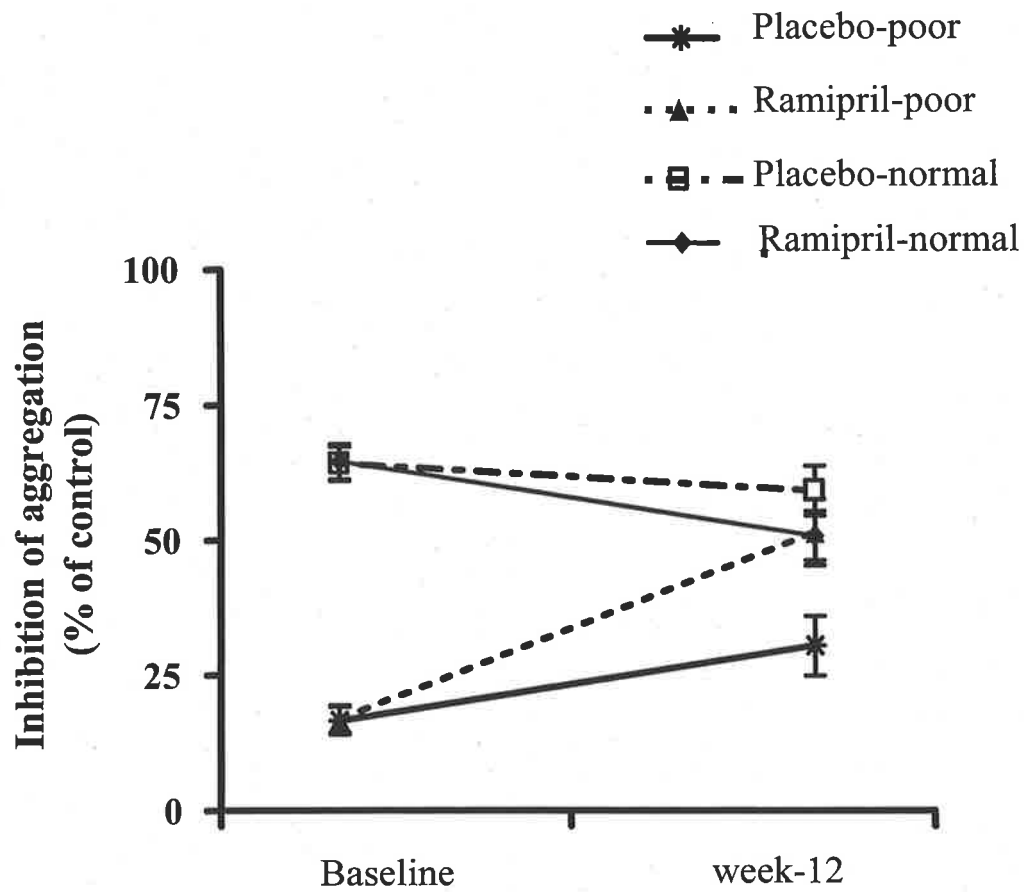 Placebo-poor
Ramipril-poor
Placebo-normal
Ramipril-normal
100
75
50
25
0
Inhibition of aggregation
(% of control)
Baseline
week-12